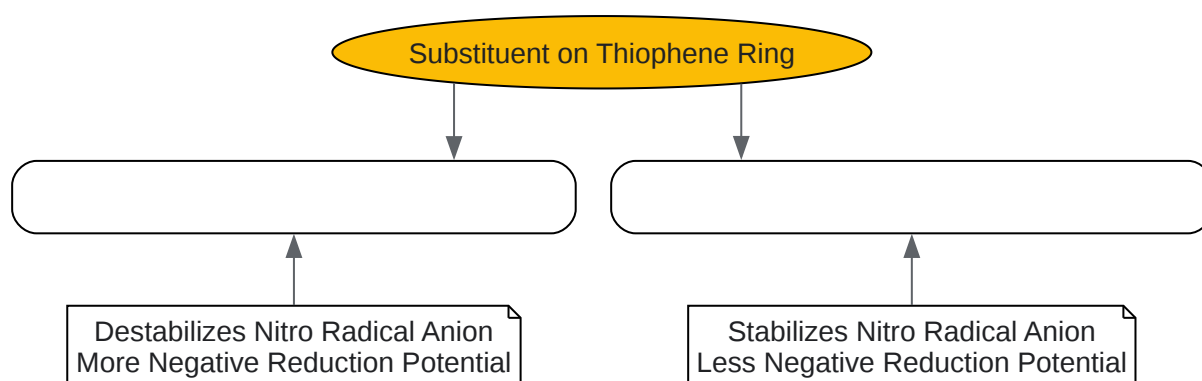 Substituent on Thiophene Ring
Destabilizes Nitro Radical Anion
More Negative Reduction Potential
Stabilizes Nitro Radical Anion
Less Negative Reduction Potential